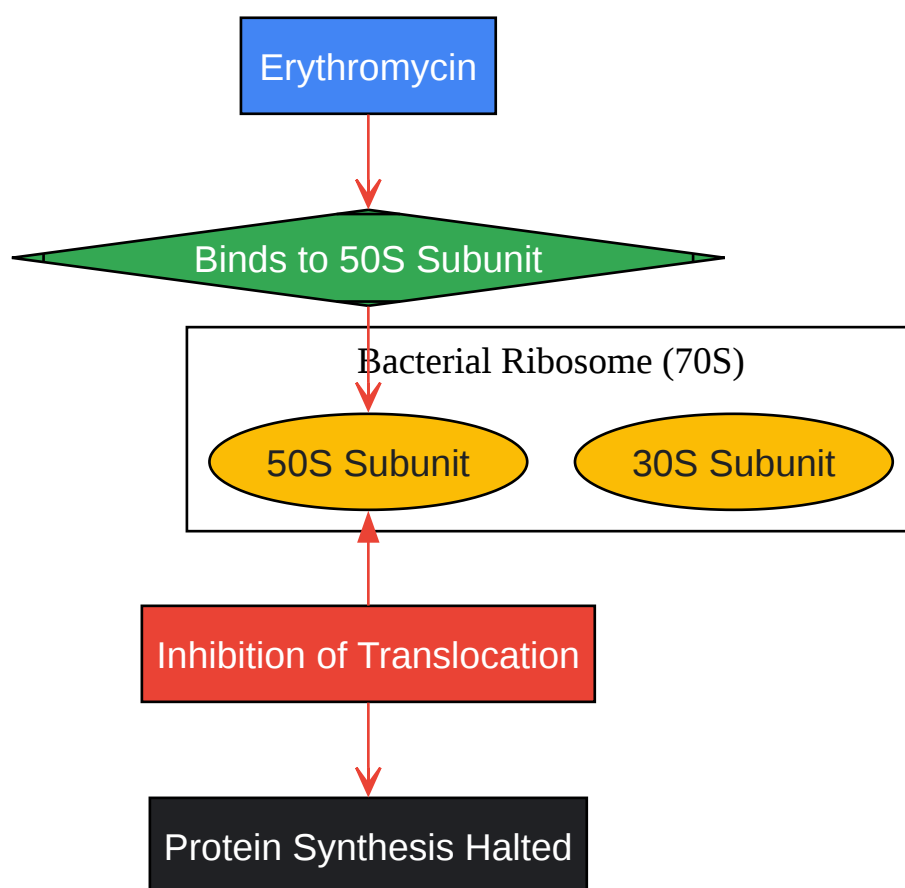 Erythromycin
Binds to 50S Subunit
Bacterial Ribosome (70S)
50S Subunit
30S Subunit
Inhibition of Translocation
Protein Synthesis Halted